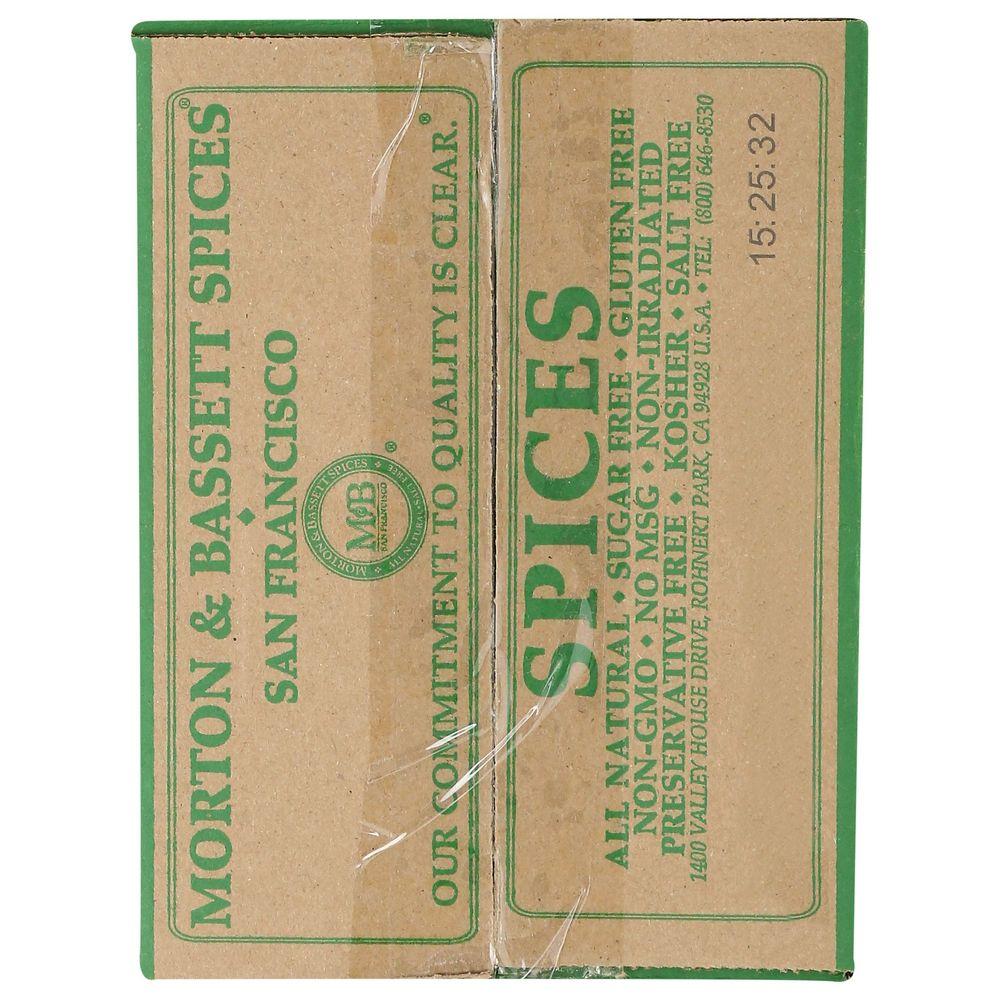 MORTON & BASSETT SPICES®
◆
SAN FRANCISCO
MORTON & BASSETT SPICES
M&B
SAN FRANCISCO
ALL NATURAL • SALT FREE
®
OUR COMMITMENT TO QUALITY IS CLEAR.®
SPICES
ALL NATURAL ◆ SUGAR FREE ◆ GLUTEN FREE
NON-GMO ◆ NO MSG ◆ NON-IRRADIATED
PRESERVATIVE FREE ◆ KOSHER ◆ SALT FREE
1400 VALLEY HOUSE DRIVE, ROHNERT PARK, CA 94928 U.S.A. ◆ TEL: (800) 646-8530
15:25:32